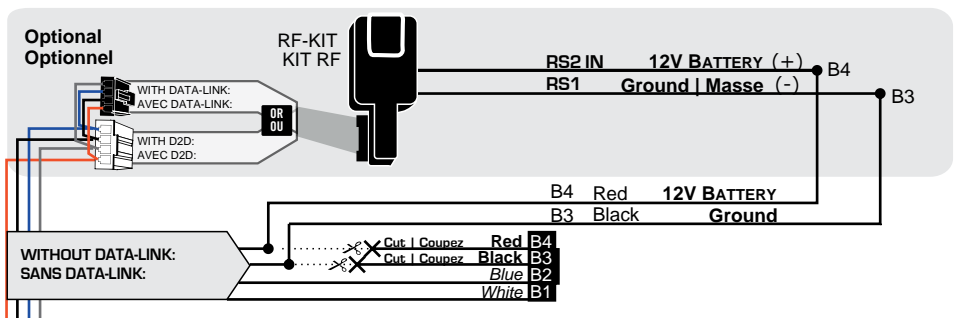 Optional
Optionnel
RF-KIT
KIT RF
RS2 IN 12V BATTERY (+) B4
RS1 Ground | Masse (-) B3
WITH DATA-LINK:
AVEC DATA-LINK:
OR
OU
WITH D2D:
AVEC D2D:
B4 Red 12V BATTERY
B3 Black Ground
WITHOUT DATA-LINK:
SANS DATA-LINK:
Cut | Coupez Red B4
Cut | Coupez Black B3
Blue B2
White B1